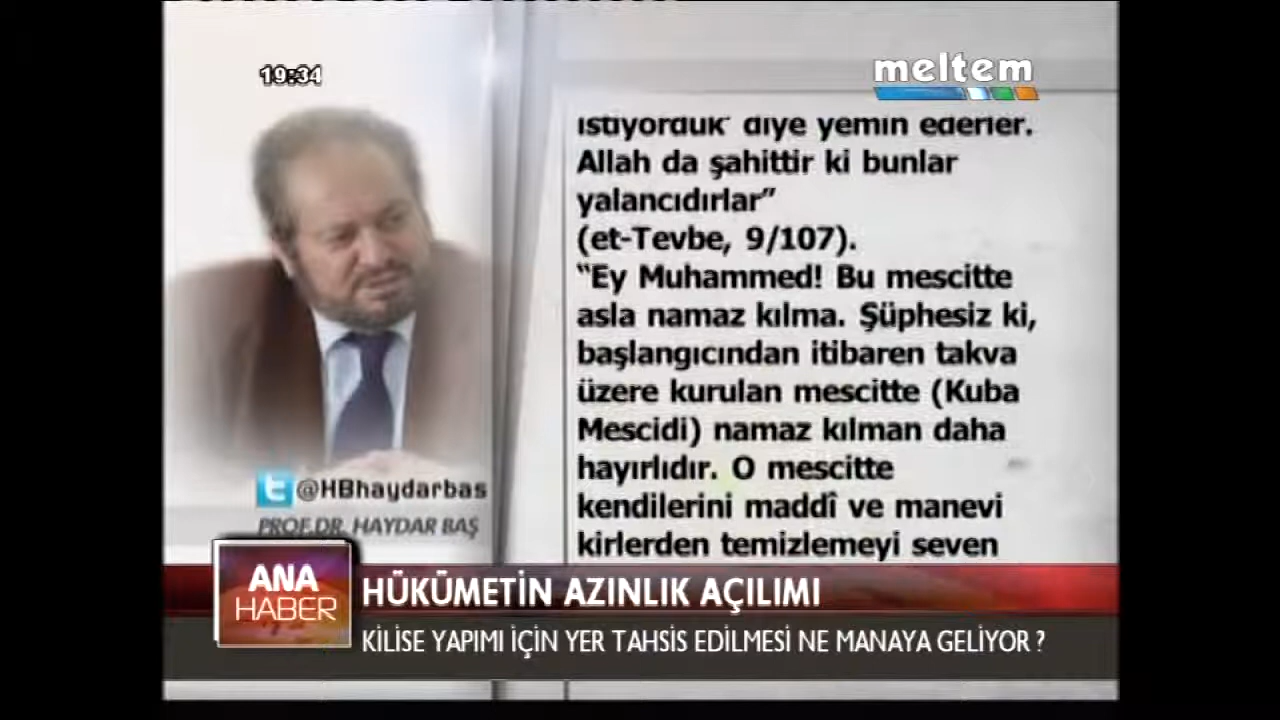 19:34
meltem
istiyorduk' diye yemin ederler.
Allah da şahittir ki bunlar
yalancıdırlar”
(et-Tevbe, 9/107).
“Ey Muhammed! Bu mescitte
asla namaz kılma. Şüphesiz ki,
başlangıcından itibaren takva
üzere kurulan mescitte (Kuba
Mescidi) namaz kılman daha
hayırlıdır. O mescitte
kendilerini maddî ve manevi
kirlerden temizlemeyi seven
@HBhaydarbas
PROF.DR. HAYDAR BAŞ
ANA
HABER
HÜKÜMETİN AZINLIK AÇILIMI
KİLİSE YAPIMI İÇİN YER TAHSİS EDİLMESİ NE MANAYA GELİYOR ?